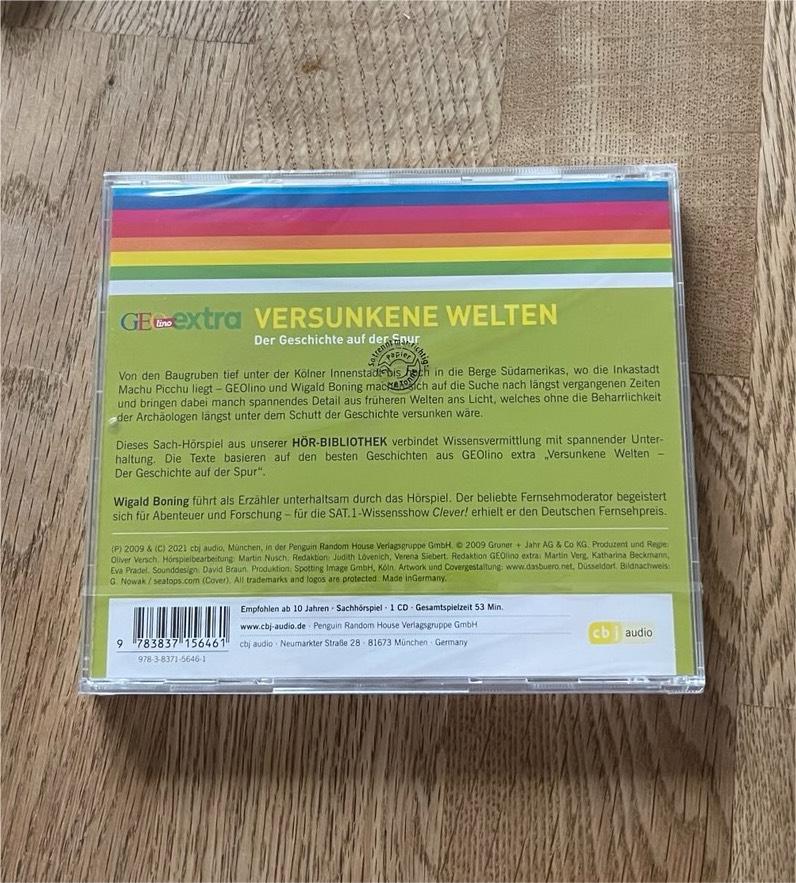 GEOlino extra VERSUNKENE WELTEN
Der Geschichte auf der Spur
Papier
Von den Baugruben tief unter der Kölner Innenstadt bis hoch in die Berge Südamerikas, wo die Inkastadt
Machu Picchu liegt – GEOlino und Wigald Boning machen sich auf die Suche nach längst vergangenen Zeiten
und bringen dabei manch spannendes Detail aus früheren Welten ans Licht, welches ohne die Beharrlichkeit
der Archäologen längst unter dem Schutt der Geschichte versunken wäre.
Dieses Sach-Hörspiel aus unserer HÖR-BIBLIOTHEK verbindet Wissensvermittlung mit spannender Unter-
haltung. Die Texte basieren auf den besten Geschichten aus GEOlino extra „Versunkene Welten –
Der Geschichte auf der Spur“.
Wigald Boning führt als Erzähler unterhaltsam durch das Hörspiel. Der beliebte Fernsehmoderator begeistert
sich für Abenteuer und Forschung – für die SAT.1-Wissensshow Clever! erhielt er den Deutschen Fernsehpreis.
(P) 2009 & (C) 2021 cbj audio, München, in der Penguin Random House Verlagsgruppe GmbH, © 2009 Gruner + Jahr AG & Co KG. Produzent und Regie:
Oliver Versch. Hörspielbearbeitung: Martin Nusch. Redaktion: Judith Lövenich, Verena Siebert. Redaktion GEOlino extra: Martin Verg, Katharina Beckmann,
Eva Pradel. Sounddesign: David Braun. Produktion: Spotting Image GmbH, Köln. Artwork und Covergestaltung: www.dasbuero.net, Düsseldorf. Bildnachweis:
G. Nowak / seatops.com (Cover). All trademarks and logos are protected. Made inGermany.
Empfohlen ab 10 Jahren · Sachhörspiel · 1 CD · Gesamtspielzeit 53 Min.
www.cbj-audio.de · Penguin Random House Verlagsgruppe GmbH
cbj audio · Neumarkter Straße 28 · 81673 München · Germany
cbj audio
9 783837 156461
978-3-8371-5646-1